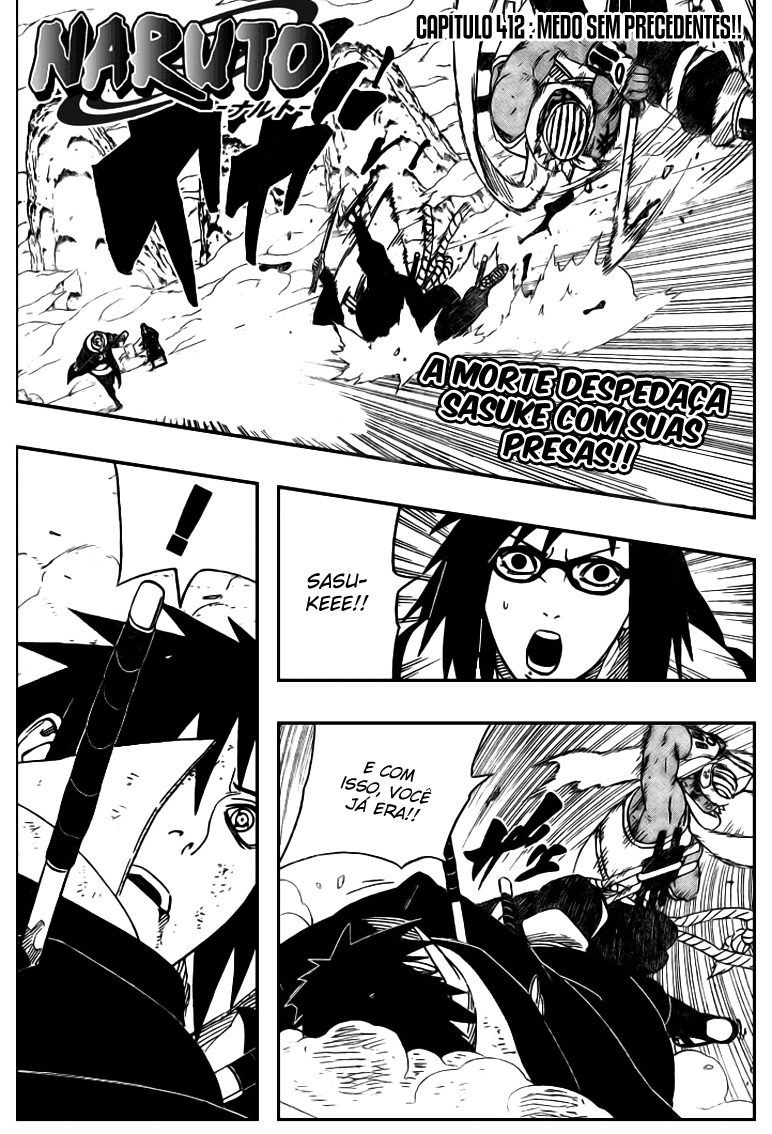 NARUTO
-ナルト-
CAPÍTULO 412 : MEDO SEM PRECEDENTES!!
A MORTE DESPEDAÇA
SASUKE COM SUAS
PRESAS!!
SASU-
KEEE!!
!
E COM
ISSO, VOCÊ
JÁ ERA!!